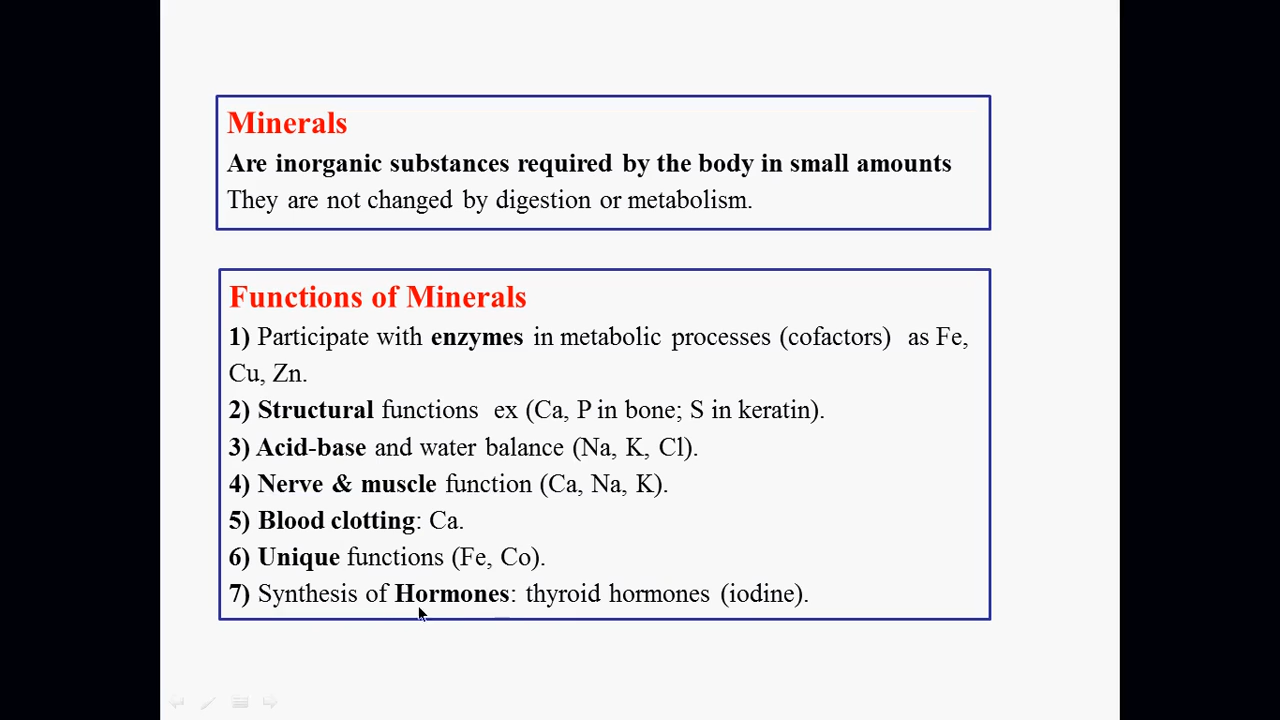 Minerals
Are inorganic substances required by the body in small amounts
They are not changed by digestion or metabolism.
Functions of Minerals
1) Participate with enzymes in metabolic processes (cofactors) as Fe,
Cu, Zn.
2) Structural functions ex (Ca, P in bone; S in keratin).
3) Acid-base and water balance (Na, K, Cl).
4) Nerve & muscle function (Ca, Na, K).
5) Blood clotting: Ca.
6) Unique functions (Fe, Co).
7) Synthesis of Hormones: thyroid hormones (iodine).